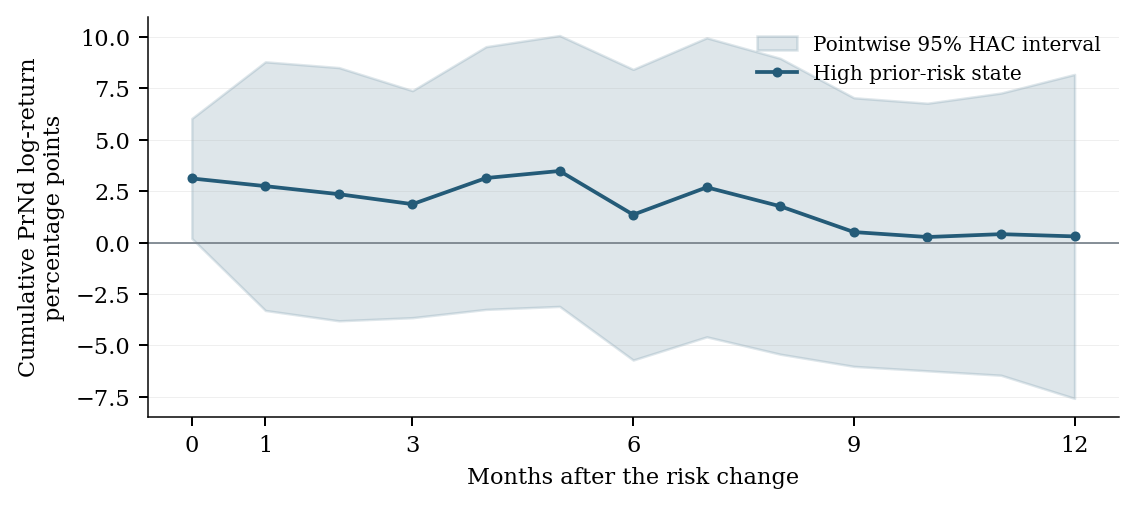 Cumulative PrNd log-return
percentage points
10.0
7.5
5.0
2.5
0.0
−2.5
−5.0
−7.5
Pointwise 95% HAC interval
High prior-risk state
0 1 3 6 9 12
Months after the risk change